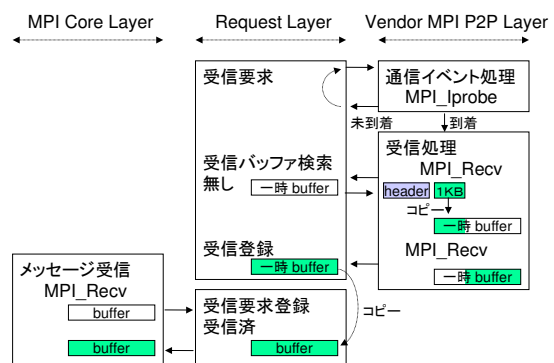 MPI Core Layer
Request Layer
Vendor MPI P2P Layer
受信要求
通信イベント処理
MPI_Iprobe
未到着
到着
受信処理
MPI_Recv
受信バッファ検索
無し
一時 buffer
header
1KB
コピー
一時 buffer
受信登録
一時 buffer
MPI_Recv
一時 buffer
メッセージ受信
MPI_Recv
buffer
buffer
受信要求登録
受信済
buffer
コピー